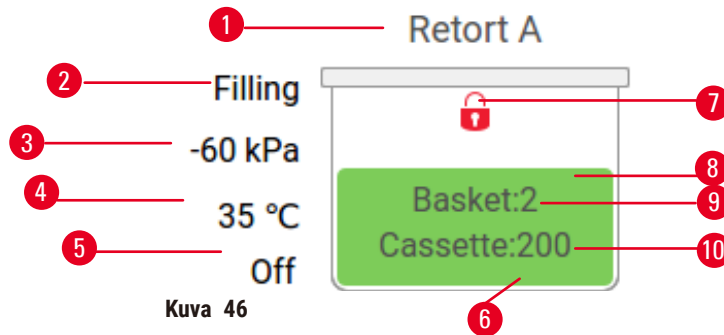 1 Retort A
2 Filling
7
3 -60 kPa
8
4 35 °C
Basket:2 9
5 Off
Cassette:200 10
6
Kuva 46